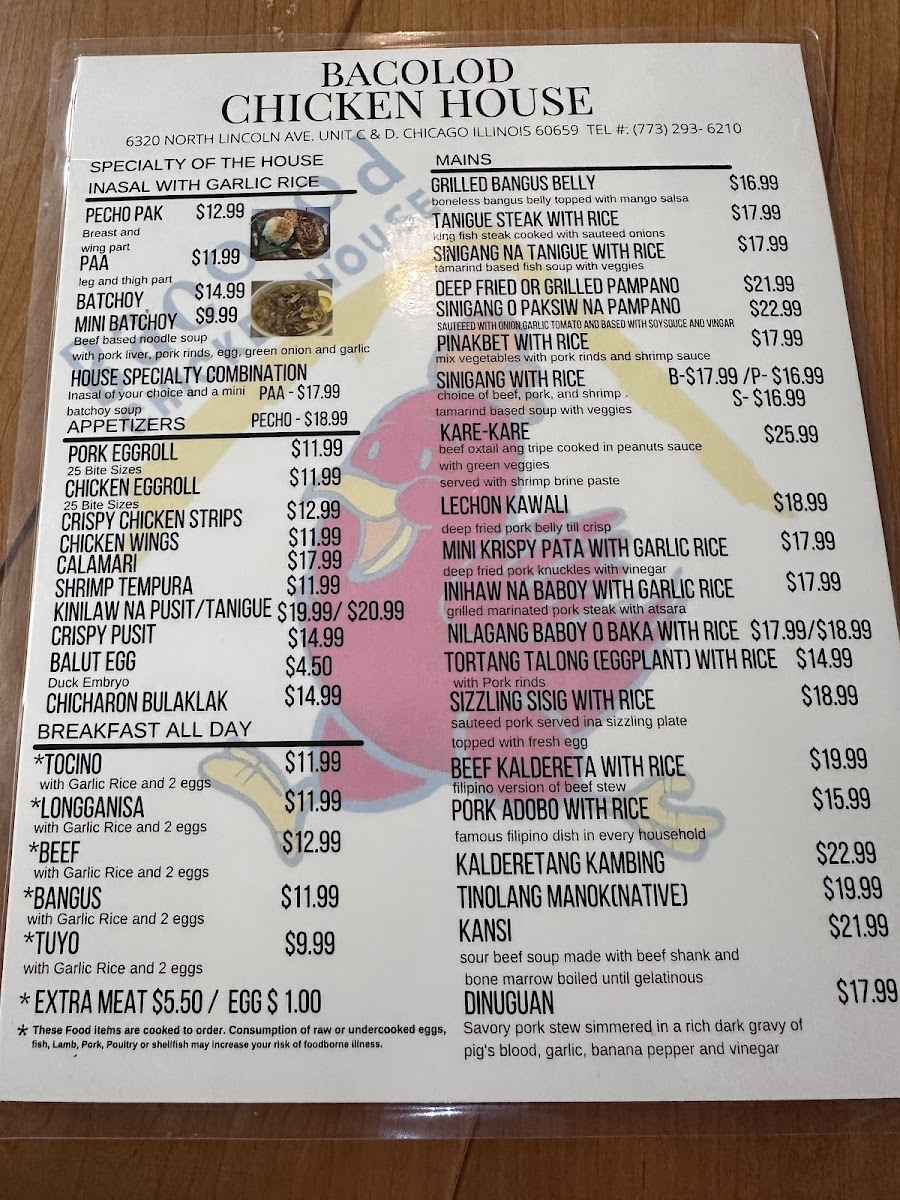 BACOLOD
CHICKEN HOUSE
6320 NORTH LINCOLN AVE. UNIT C & D. CHICAGO ILLINOIS 60659 TEL #: (773) 293- 6210
SPECIALTY OF THE HOUSE
INASAL WITH GARLIC RICE
PECHO PAK $12.99
Breast and
wing part
PAA $11.99
leg and thigh part
BATCHOY $14.99
MINI BATCHOY $9.99
Beef based noodle soup
with pork liver, pork rinds, egg, green onion and garlic
HOUSE SPECIALTY COMBINATION
Inasal of your choice and a mini PAA - $17.99
batchoy soup
PECHO - $18.99
APPETIZERS
PORK EGGROLL $11.99
25 Bite Sizes
CHICKEN EGGROLL $11.99
25 Bite Sizes
CRISPY CHICKEN STRIPS $12.99
CHICKEN WINGS $11.99
CALAMARI $17.99
SHRIMP TEMPURA $11.99
KINILAW NA PUSIT/TANIGUE $19.99/ $20.99
CRISPY PUSIT $14.99
BALUT EGG $4.50
Duck Embryo
CHICHARON BULAKLAK $14.99
BREAKFAST ALL DAY
*TOCINO $11.99
with Garlic Rice and 2 eggs
*LONGGANISA $11.99
with Garlic Rice and 2 eggs
*BEEF $12.99
with Garlic Rice and 2 eggs
*BANGUS $11.99
with Garlic Rice and 2 eggs
*TUYO $9.99
with Garlic Rice and 2 eggs
* EXTRA MEAT $5.50 / EGG $ 1.00
* These Food items are cooked to order. Consumption of raw or undercooked eggs,
fish, Lamb, Pork, Poultry or shellfish may increase your risk of foodborne illness.
MAINS
GRILLED BANGUS BELLY $16.99
boneless bangus belly topped with mango salsa
TANIGUE STEAK WITH RICE $17.99
king fish steak cooked with sauteed onions
SINIGANG NA TANIGUE WITH RICE $17.99
tamarind based fish soup with veggies
DEEP FRIED OR GRILLED PAMPANO $21.99
SINIGANG O PAKSIW NA PAMPANO $22.99
SAUTEEED WITH ONION,GARLIC TOMATO AND BASED WITH SOYSOUCE AND VINGAR
PINAKBET WITH RICE $17.99
mix vegetables with pork rinds and shrimp sauce
SINIGANG WITH RICE B-$17.99 /P- $16.99
choice of beef, pork, and shrimp . S- $16.99
tamarind based soup with veggies
KARE-KARE $25.99
beef oxtail ang tripe cooked in peanuts sauce
with green veggies
served with shrimp brine paste
LECHON KAWALI $18.99
deep fried pork belly till crisp
MINI KRISPY PATA WITH GARLIC RICE $17.99
deep fried pork knuckles with vinegar
INIHAW NA BABOY WITH GARLIC RICE $17.99
grilled marinated pork steak with atsara
NILAGANG BABOY O BAKA WITH RICE $17.99/$18.99
TORTANG TALONG (EGGPLANT) WITH RICE $14.99
with Pork rinds
SIZZLING SISIG WITH RICE $18.99
sauteed pork served ina sizzling plate
topped with fresh egg
BEEF KALDERETA WITH RICE $19.99
filipino version of beef stew
PORK ADOBO WITH RICE $15.99
famous filipino dish in every household
KALDERETANG KAMBING $22.99
TINOLANG MANOK(NATIVE) $19.99
KANSI $21.99
sour beef soup made with beef shank and
bone marrow boiled until gelatinous
DINUGUAN $17.99
Savory pork stew simmered in a rich dark gravy of
pig's blood, garlic, banana pepper and vinegar